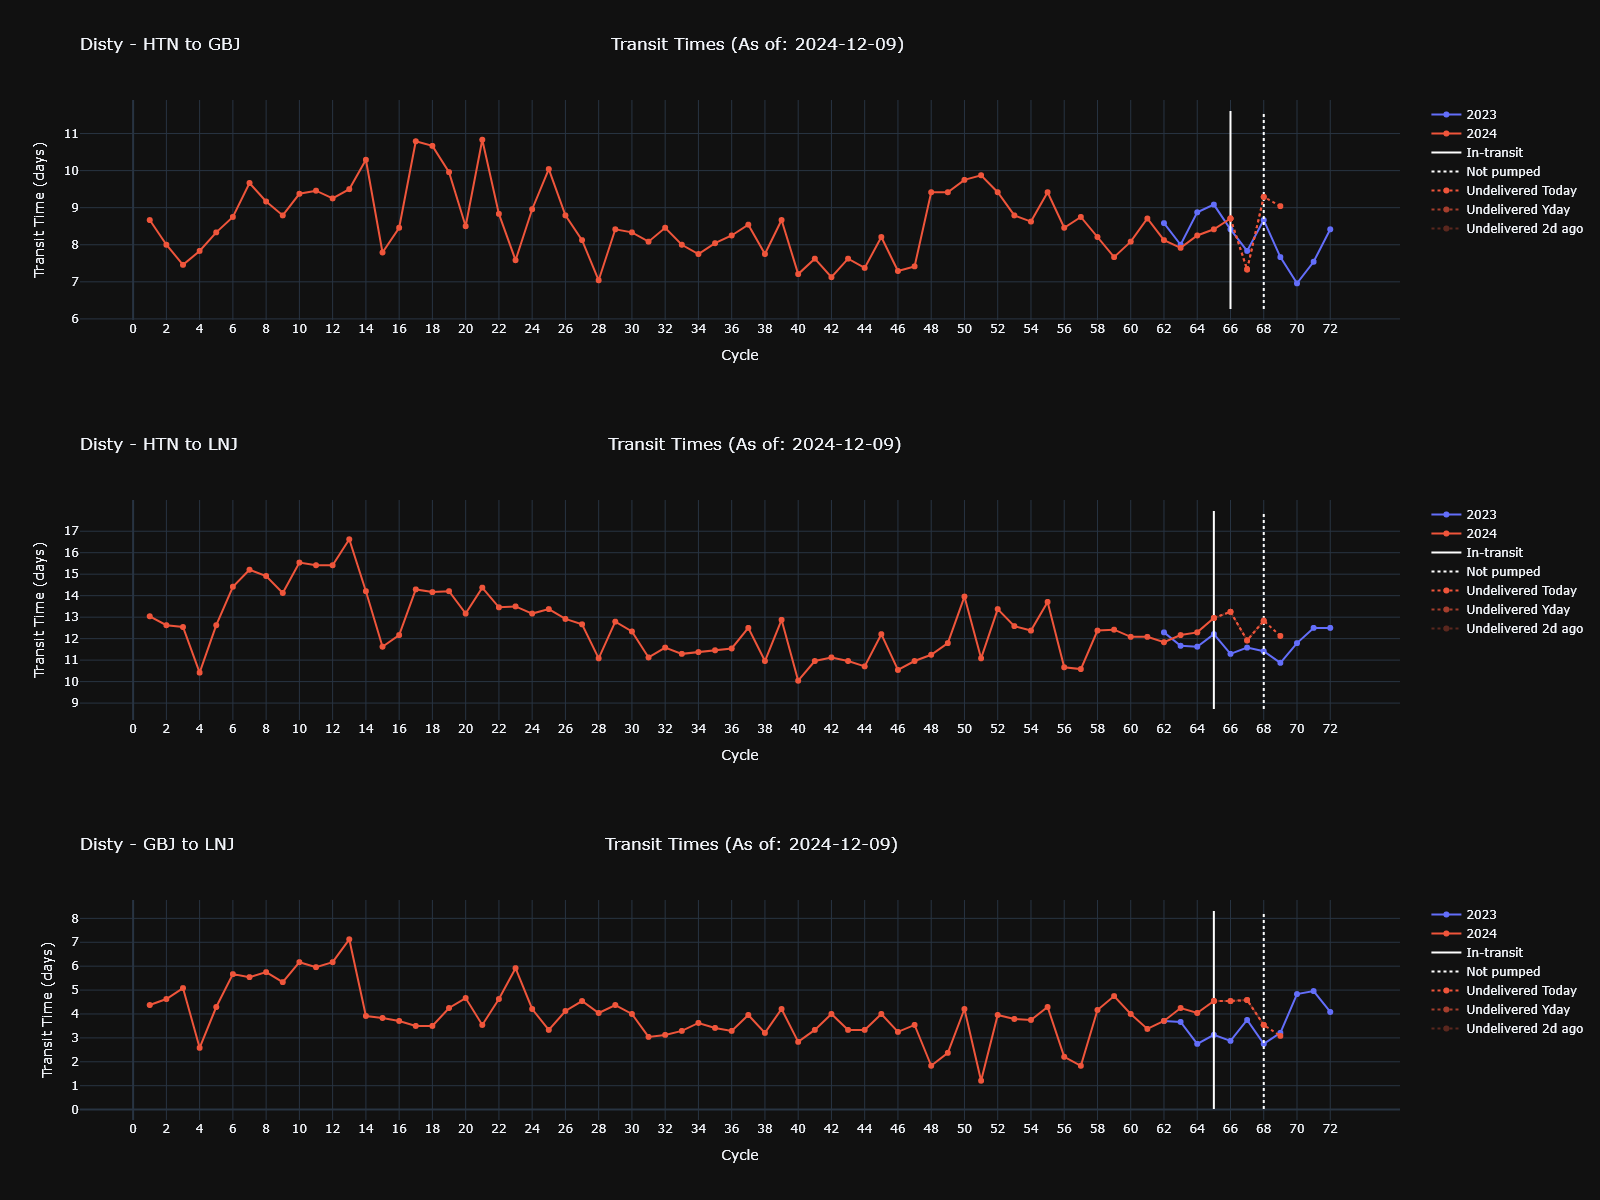 Disty - HTN to GBJ
Transit Times (As of: 2024-12-09)
Transit Time (days)
11
10
9
8
7
6
0 2 4 6 8 10 12 14 16 18 20 22 24 26 28 30 32 34 36 38 40 42 44 46 48 50 52 54 56 58 60 62 64 66 68 70 72
Cycle
2023
2024
In-transit
Not pumped
Undelivered Today
Undelivered Yday
Undelivered 2d ago
Disty - HTN to LNJ
Transit Times (As of: 2024-12-09)
Transit Time (days)
17
16
15
14
13
12
11
10
9
0 2 4 6 8 10 12 14 16 18 20 22 24 26 28 30 32 34 36 38 40 42 44 46 48 50 52 54 56 58 60 62 64 66 68 70 72
Cycle
2023
2024
In-transit
Not pumped
Undelivered Today
Undelivered Yday
Undelivered 2d ago
Disty - GBJ to LNJ
Transit Times (As of: 2024-12-09)
Transit Time (days)
8
7
6
5
4
3
2
1
0
0 2 4 6 8 10 12 14 16 18 20 22 24 26 28 30 32 34 36 38 40 42 44 46 48 50 52 54 56 58 60 62 64 66 68 70 72
Cycle
2023
2024
In-transit
Not pumped
Undelivered Today
Undelivered Yday
Undelivered 2d ago